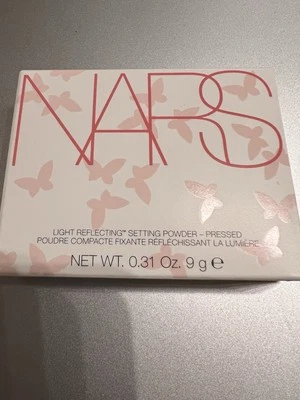 NARS
LIGHT REFLECTING™ SETTING POWDER – PRESSED
POUDRE COMPACTE FIXANTE RÉFLÉCHISSANT LA LUMIÈRE
NET WT. 0.31 Oz. 9 g ℮